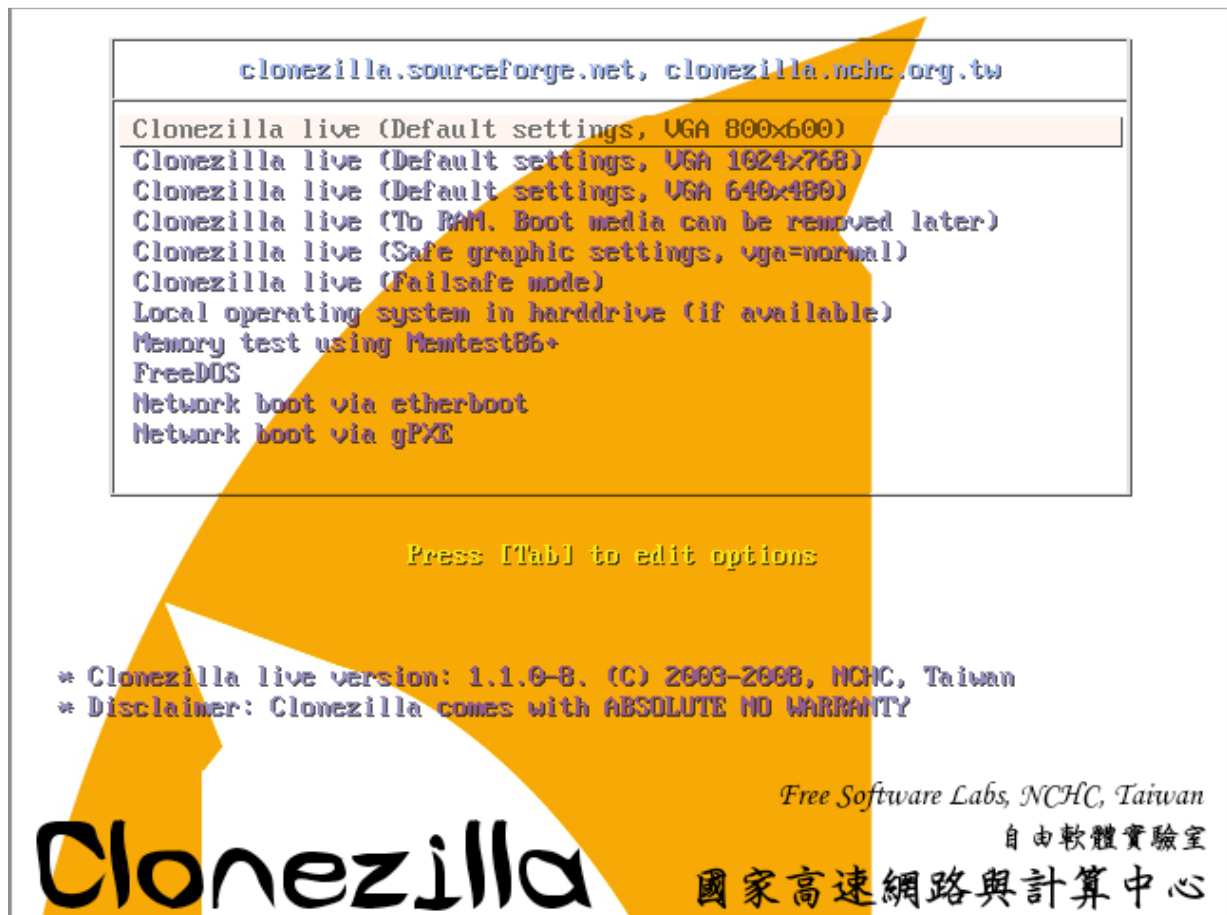 clonezilla.sourceforge.net, clonezilla.nchc.org.tw
Clonezilla live (Default settings, VGA 800x600)
Clonezilla live (Default settings, VGA 1024x768)
Clonezilla live (Default settings, VGA 640x480)
Clonezilla live (To RAM. Boot media can be removed later)
Clonezilla live (Safe graphic settings, vga=normal)
Clonezilla live (Failsafe mode)
Local operating system in harddrive (if available)
Memory test using Memtest86+
FreeDOS
Network boot via etherboot
Network boot via gPXE
Press [Tab] to edit options
* Clonezilla live version: 1.1.0-8. (C) 2003-2008, NCHC, Taiwan
* Disclaimer: Clonezilla comes with ABSOLUTE NO WARRANTY
Free Software Labs, NCHC, Taiwan
自由軟體實驗室
Clonezilla
國家高速網路與計算中心